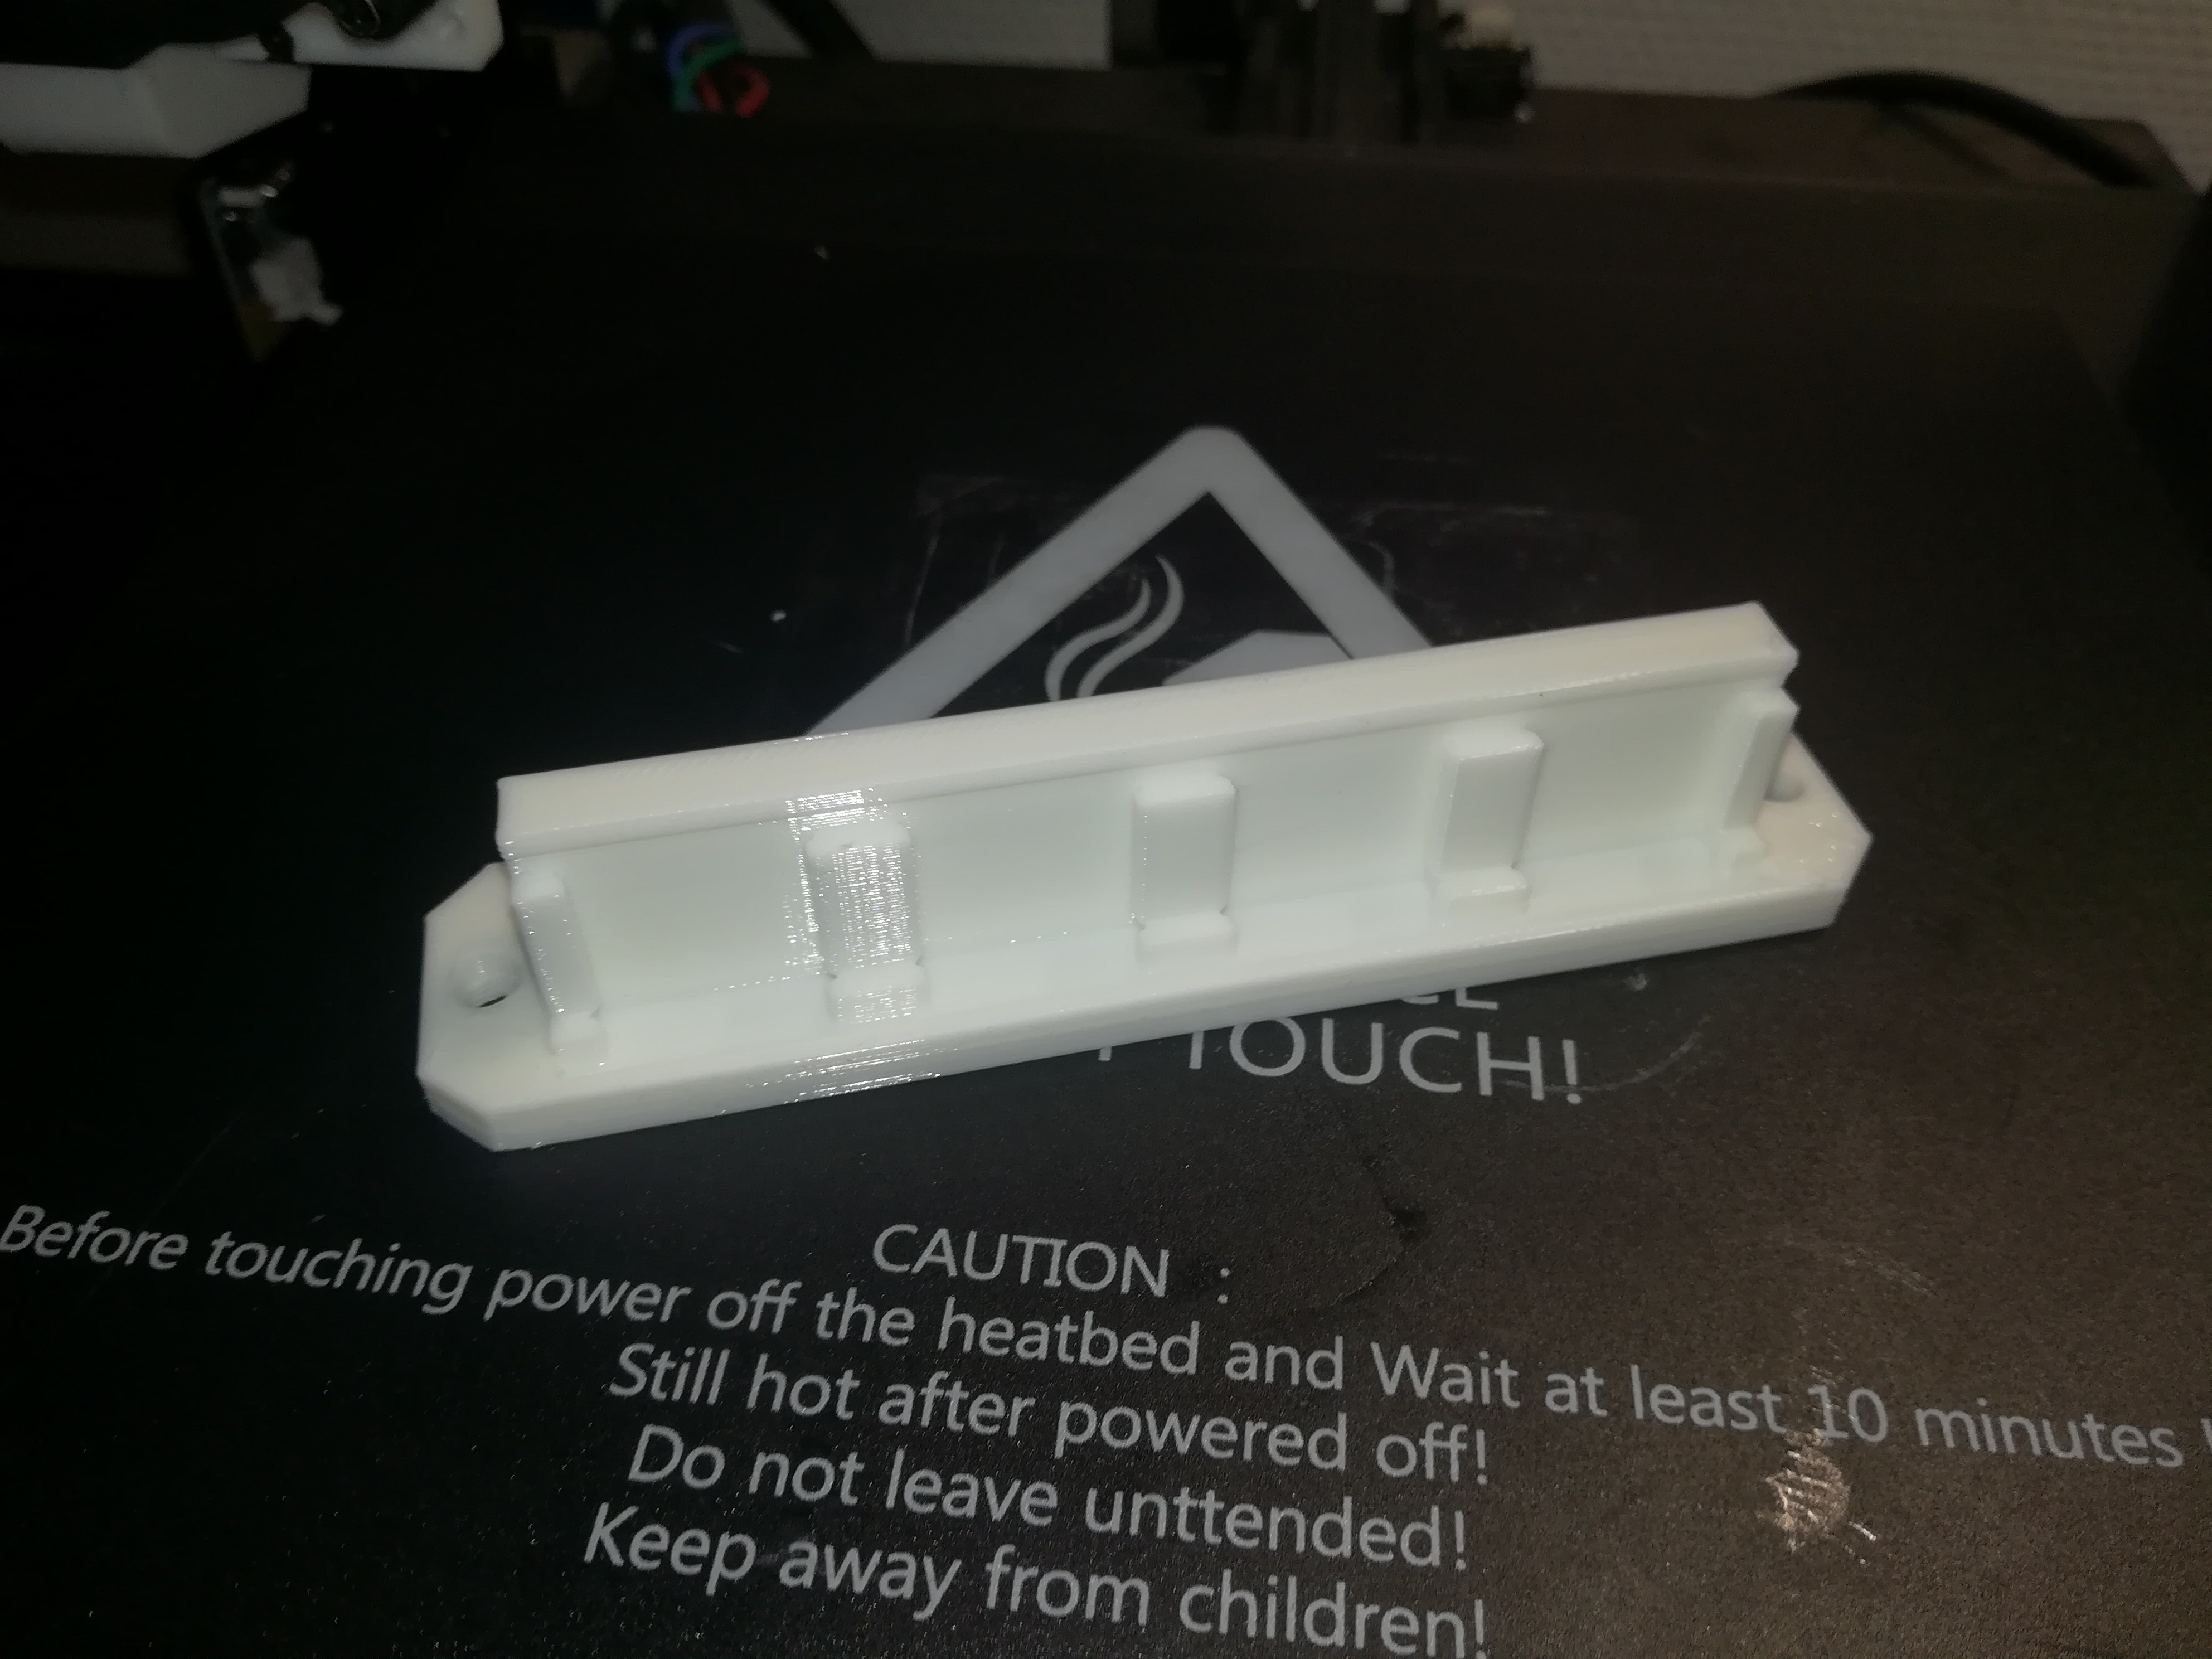 TOUCH!
CAUTION :
Before touching power off the heatbed and Wait at least 10 minutes
Still hot after powered off!
Do not leave unttended!
Keep away from children!